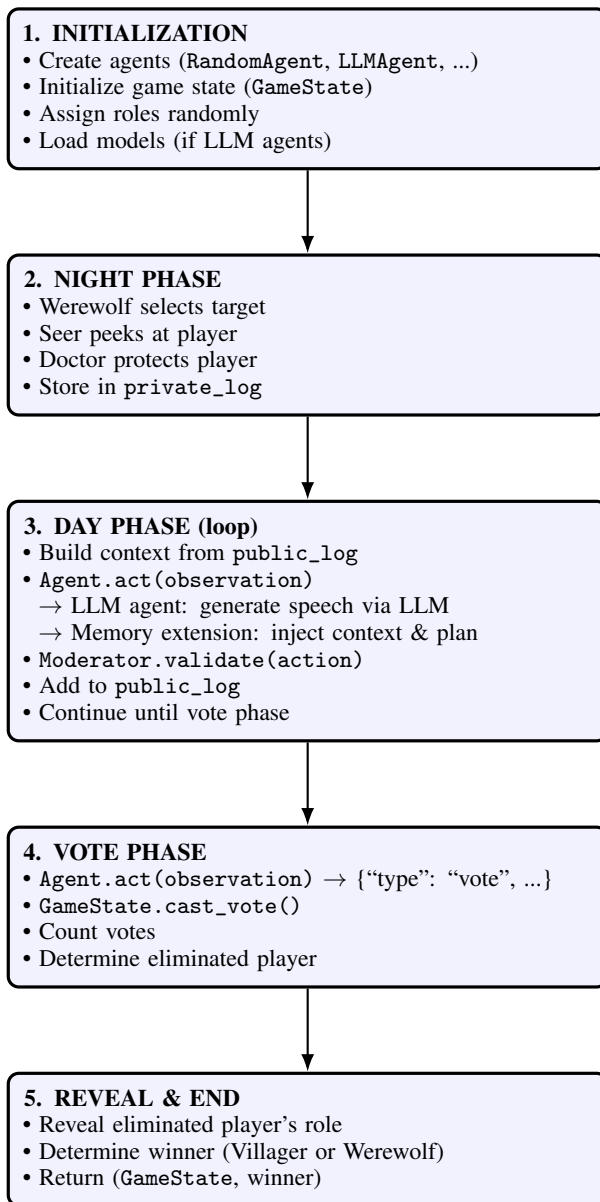 1. INITIALIZATION
• Create agents (RandomAgent, LLMAgent, ...)
• Initialize game state (GameState)
• Assign roles randomly
• Load models (if LLM agents)
2. NIGHT PHASE
• Werewolf selects target
• Seer peeks at player
• Doctor protects player
• Store in private_log
3. DAY PHASE (loop)
• Build context from public_log
• Agent.act(observation)
→ LLM agent: generate speech via LLM
→ Memory extension: inject context & plan
• Moderator.validate(action)
• Add to public_log
• Continue until vote phase
4. VOTE PHASE
• Agent.act(observation) → {“type”: “vote”, ...}
• GameState.cast_vote()
• Count votes
• Determine eliminated player
5. REVEAL & END
• Reveal eliminated player’s role
• Determine winner (Villager or Werewolf)
• Return (GameState, winner)